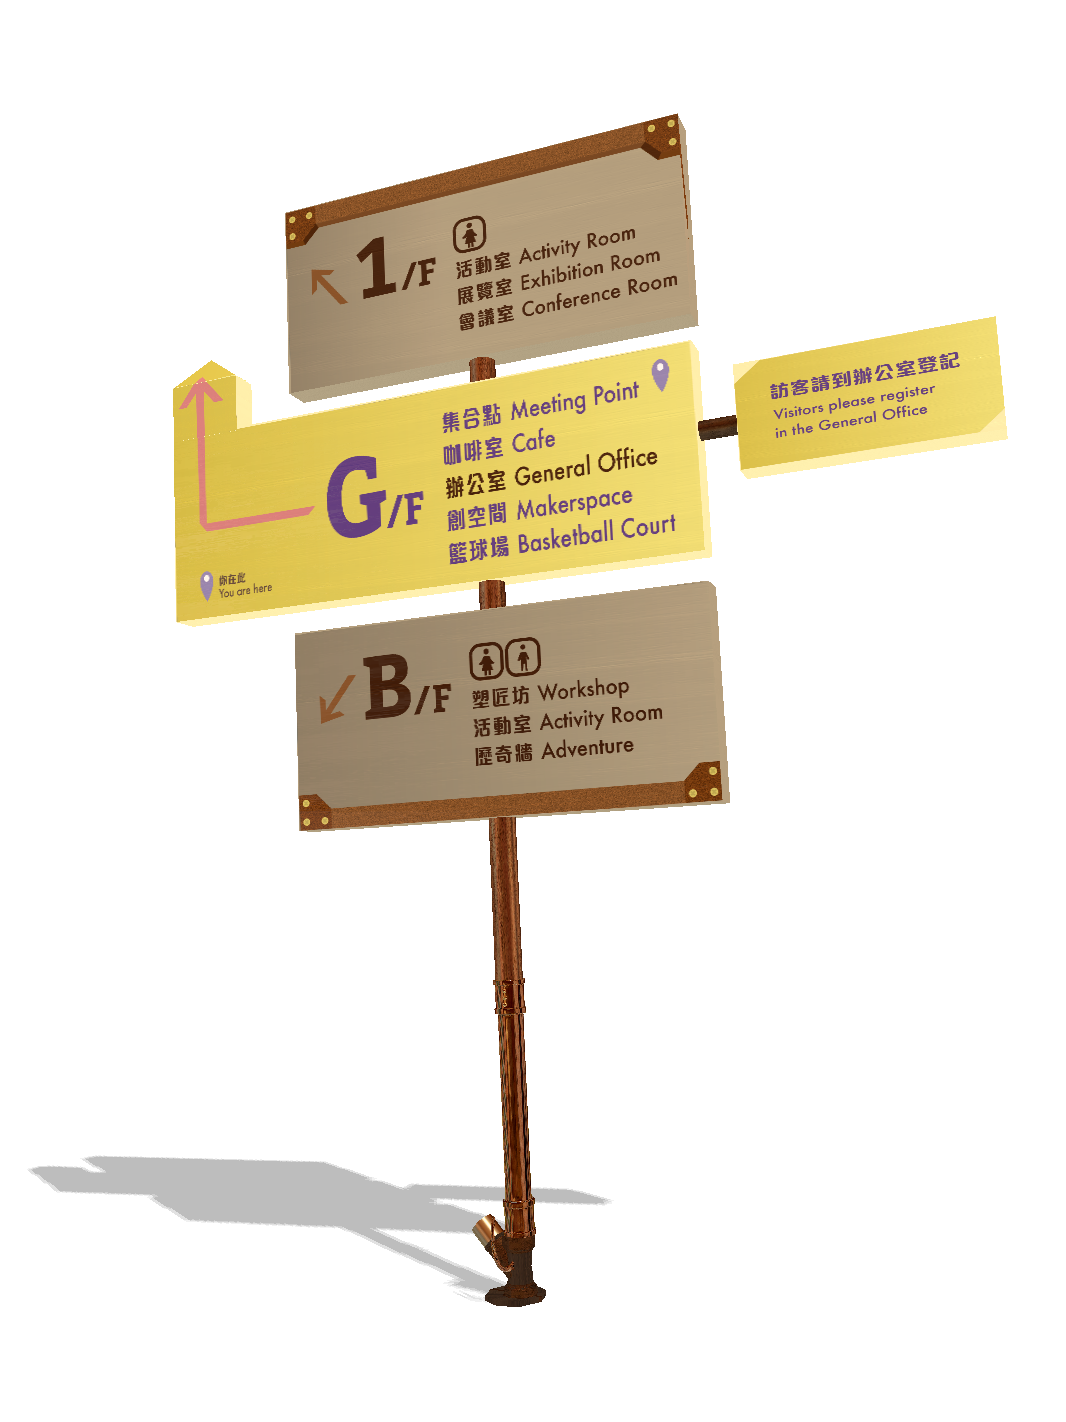 1/F
活動室 Activity Room
展覽室 Exhibition Room
會議室 Conference Room
G/F
集合點 Meeting Point
咖啡室 Cafe
辦公室 General Office
創空間 Makerspace
籃球場 Basketball Court
你在此
You are here
訪客請到辦公室登記
Visitors please register
in the General Office
B/F
塑匠坊 Workshop
活動室 Activity Room
歷奇牆 Adventure